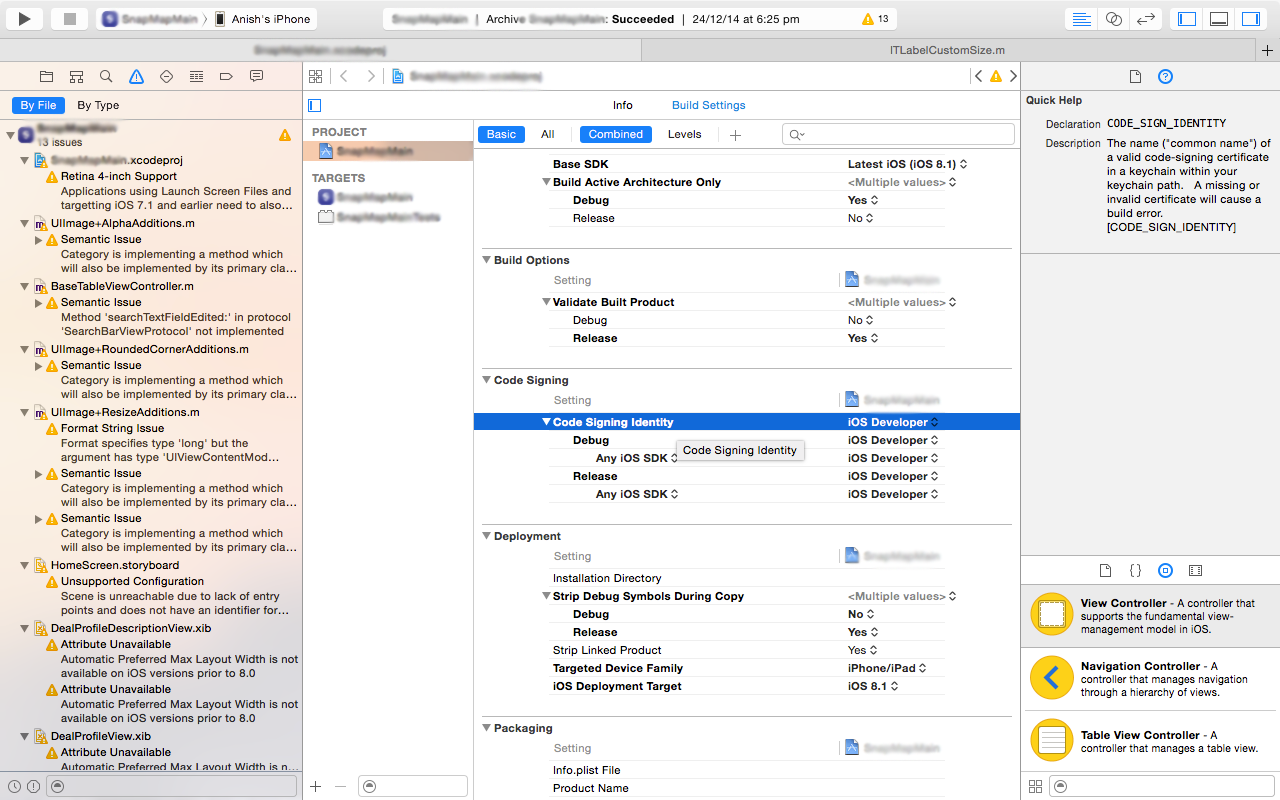 Anish's iPhone
| Archive
: Succeeded | 24/12/14 at 6:25 pm
13
ITLabelCustomSize.m
By File
By Type
13 issues
.xcodeproj
Retina 4-inch Support
Applications using Launch Screen Files and
targetting iOS 7.1 and earlier need to also...
UIImage+AlphaAdditions.m
Semantic Issue
Category is implementing a method which
will also be implemented by its primary cla...
BaseTableViewController.m
Semantic Issue
Method 'searchTextFieldEdited:' in protocol
'SearchBarViewProtocol' not implemented
UIImage+RoundedCornerAdditions.m
Semantic Issue
Category is implementing a method which
will also be implemented by its primary cla...
UIImage+ResizeAdditions.m
Format String Issue
Format specifies type 'long' but the
argument has type 'UIViewContentMod...
Semantic Issue
Category is implementing a method which
will also be implemented by its primary cla...
Semantic Issue
Category is implementing a method which
will also be implemented by its primary cla...
HomeScreen.storyboard
Unsupported Configuration
Scene is unreachable due to lack of entry
points and does not have an identifier for...
DealProfileDescriptionView.xib
Attribute Unavailable
Automatic Preferred Max Layout Width is not
available on iOS versions prior to 8.0
Attribute Unavailable
Automatic Preferred Max Layout Width is not
available on iOS versions prior to 8.0
DealProfileView.xib
Attribute Unavailable
Automatic Preferred Max Layout Width is n...
Info
Build Settings
PROJECT
TARGETS
Basic
All
Combined
Levels
Base SDK
Latest iOS (iOS 8.1)
Build Active Architecture Only
<Multiple values>
Debug
Yes
Release
No
Build Options
Setting
Validate Built Product
<Multiple values>
Debug
No
Release
Yes
Code Signing
Setting
Code Signing Identity
iOS Developer
Debug
iOS Developer
Code Signing Identity
Any iOS SDK
iOS Developer
Release
iOS Developer
Any iOS SDK
iOS Developer
Deployment
Setting
Installation Directory
Strip Debug Symbols During Copy
<Multiple values>
Debug
No
Release
Yes
Strip Linked Product
Yes
Targeted Device Family
iPhone/iPad
iOS Deployment Target
iOS 8.1
Packaging
Setting
Info.plist File
Product Name
Quick Help
Declaration
CODE_SIGN_IDENTITY
Description
The name ("common name") of
a valid code-signing certificate
in a keychain within your
keychain path. A missing or
invalid certificate will cause a
build error.
[CODE_SIGN_IDENTITY]
View Controller - A controller that
supports the fundamental view-
management model in iOS.
Navigation Controller - A
controller that manages navigation
through a hierarchy of views.
Table View Controller - A
controller that manages a table view.